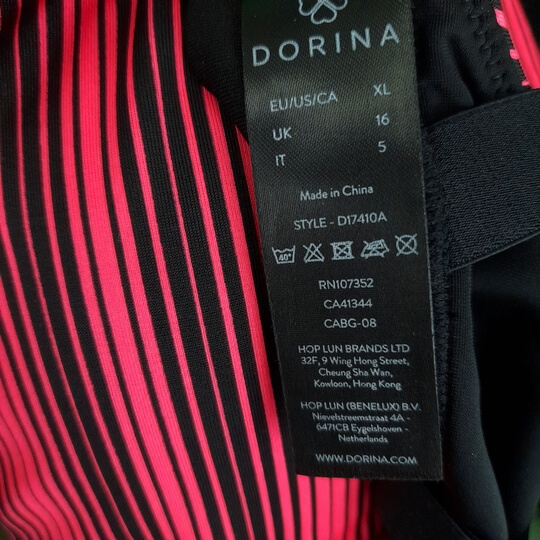 DORINA
EU/US/CA XL
UK 16
IT 5
Made in China
STYLE - D17410A
40°
RN107352
CA41344
CABG-08
HOP LUN BRANDS LTD
32F, 9 Wing Hong Street,
Cheung Sha Wan,
Kowloon, Hong Kong
HOP LUN (BENELUX) B.V.
Nievelsteenstraat 4A -
6471CB Eygelshoven -
Netherlands
WWW.DORINA.COM